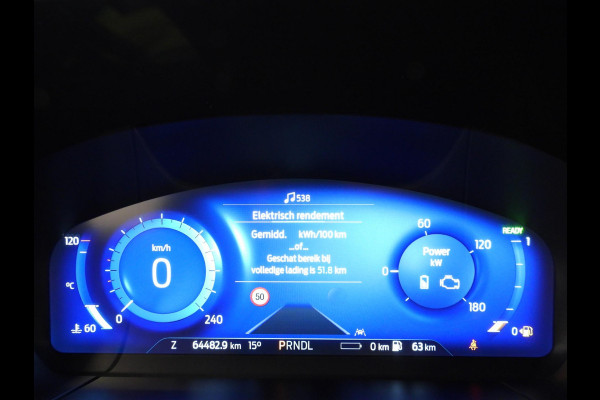 538
Elektrisch rendement
Gemidd. kWh/100 km
...of...
Geschat bereik bij
volledige lading is 51.8 km
50
120
°C
60
km/h
0
0
240
0
60
120
180
Power
kW
READY
1
0
Z 64482.9 km 15° PRNDL 0 km 63 km